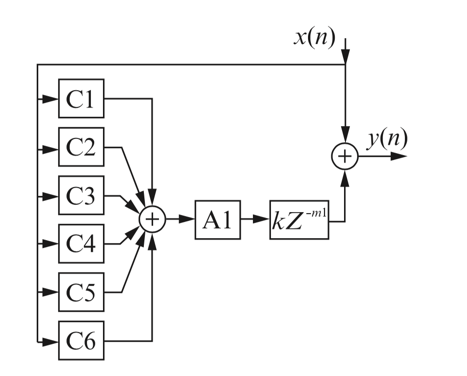 x(n)
C1
C2
y(n)
C3
C4
A1
kZ^{-m1}
C5
C6